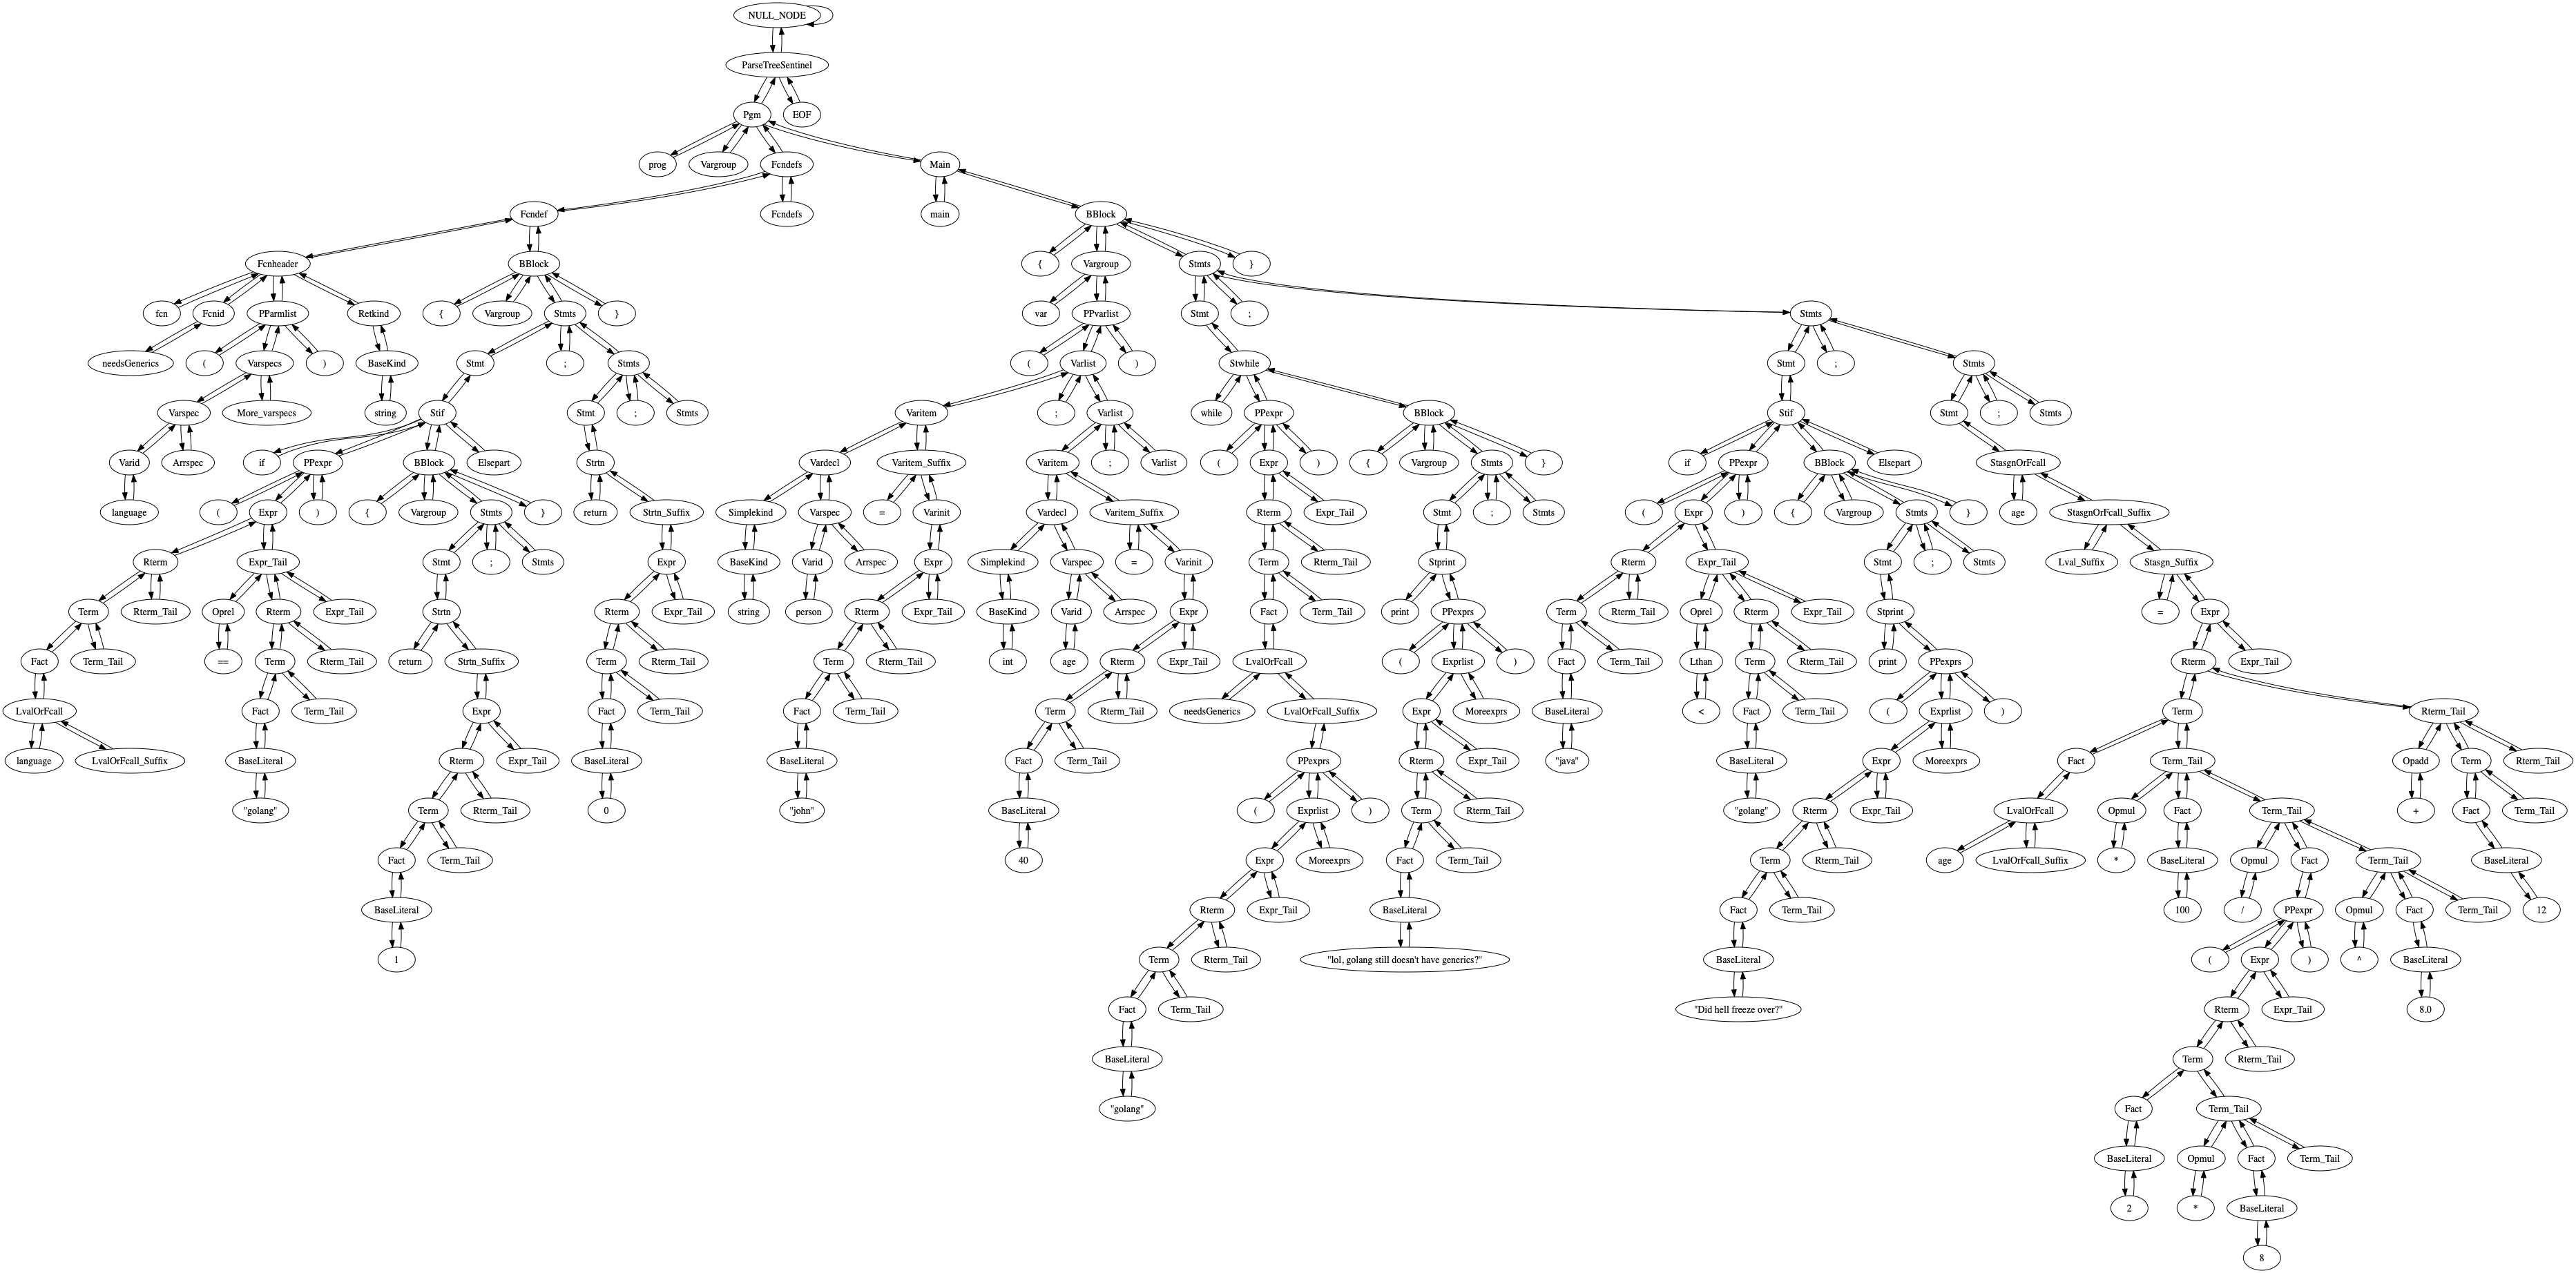 NULL_NODE
ParseTreeSentinel
Pgm EOF
prog Vargroup Fcndefs Main
Fcndef Fcndefs main BBlock
Fcnheader BBlock { Vargroup Stmts }
fcn Fcnid PParmlist Retkind { Vargroup Stmts } var PPvarlist Stmt ; Stmts
needsGenerics ( Varspecs ) BaseKind Stmt ; Stmts ( Varlist ) Stwhile Stmt ; Stmts
Varspec More_varspecs string Stif Stmt ; Stmts Varitem ; Varlist while PPexpr BBlock Stif Stmt ; Stmts
Varid Arrspec if PPexpr BBlock Elsepart Strtn Vardecl Varitem_Suffix Varitem ; Varlist ( Expr ) { Vargroup Stmts } if PPexpr BBlock Elsepart StasgnOrFcall
language ( Expr ) { Vargroup Stmts } return Strtn_Suffix Simplekind Varspec = Varinit Vardecl Varitem_Suffix Rterm Expr_Tail Stmt ; Stmts ( Expr ) { Vargroup Stmts } age StasgnOrFcall_Suffix
Rterm Expr_Tail Stmt ; Stmts Expr BaseKind Varid Arrspec Expr Simplekind Varspec = Varinit Term Rterm_Tail Stprint Rterm Expr_Tail Stmt ; Stmts Lval_Suffix Stasgn_Suffix
Term Rterm_Tail Oprel Rterm Expr_Tail Strtn Rterm Expr_Tail string person Rterm Expr_Tail BaseKind Varid Arrspec Expr Fact Term_Tail print PPexprs Term Rterm_Tail Oprel Rterm Expr_Tail Stprint = Expr
Fact Term_Tail == Term Rterm_Tail return Strtn_Suffix Term Rterm_Tail Term Rterm_Tail int age Rterm Expr_Tail LvalOrFcall ( Exprlist ) Fact Term_Tail Lthan Term Rterm_Tail print PPexprs Rterm Expr_Tail
LvalOrFcall Fact Term_Tail Expr Fact Term_Tail Fact Term_Tail Term Rterm_Tail needsGenerics LvalOrFcall_Suffix Expr Moreexprs BaseLiteral < Fact Term_Tail ( Exprlist ) Term Rterm_Tail
language LvalOrFcall_Suffix BaseLiteral Rterm Expr_Tail BaseLiteral BaseLiteral Fact Term_Tail PPexprs Rterm Expr_Tail "java" BaseLiteral Expr Moreexprs Fact Term_Tail Opadd Term Rterm_Tail
"golang" Term Rterm_Tail 0 "john" BaseLiteral ( Exprlist ) Term Rterm_Tail "golang" Rterm Expr_Tail LvalOrFcall Opmul Fact Term_Tail + Fact Term_Tail
Fact Term_Tail 40 Expr Moreexprs Fact Term_Tail Term Rterm_Tail age LvalOrFcall_Suffix * BaseLiteral Opmul Fact Term_Tail BaseLiteral
BaseLiteral Rterm Expr_Tail BaseLiteral Fact Term_Tail 100 / PPexpr Opmul Fact Term_Tail 12
1 Term Rterm_Tail "lol, golang still doesn't have generics?" BaseLiteral ( Expr ) ^ BaseLiteral
Fact Term_Tail "Did hell freeze over?" Rterm Expr_Tail 8.0
BaseLiteral Term Rterm_Tail
"golang" Fact Term_Tail
BaseLiteral Opmul Fact Term_Tail
2 * BaseLiteral
8